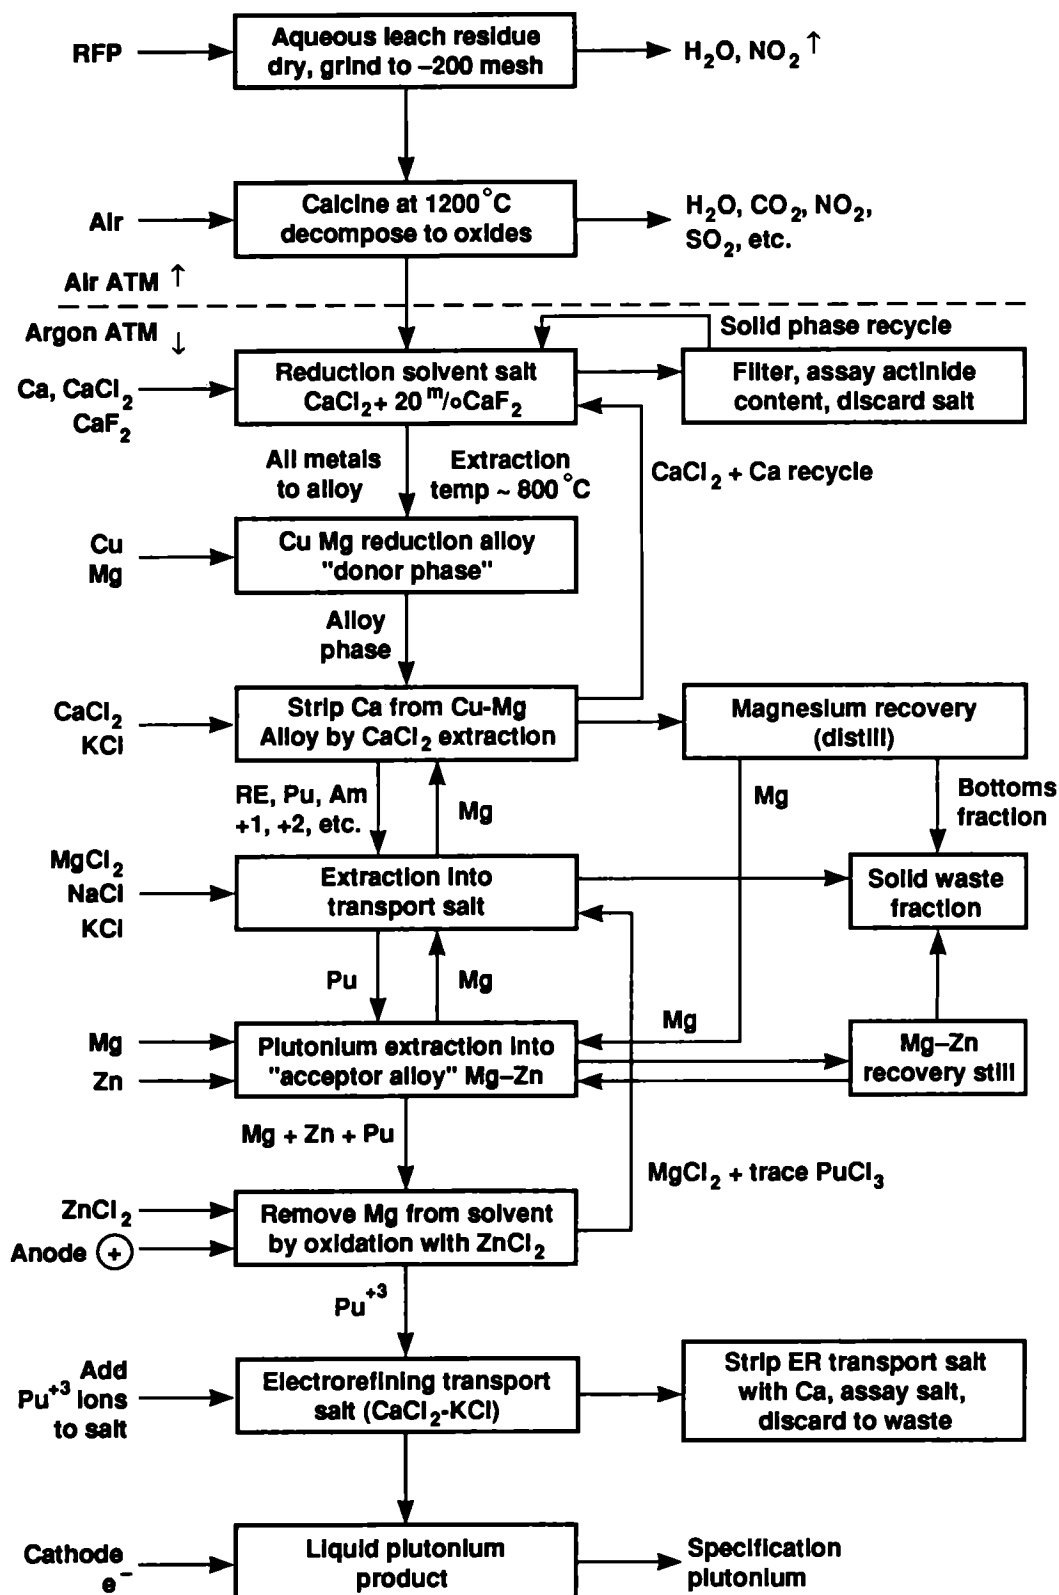 RFP
Aqueous leach residue
dry, grind to –200 mesh
H2O, NO2 ↑
Air
Calcine at 1200°C
decompose to oxides
H2O, CO2, NO2,
SO2, etc.
Air ATM ↑
Argon ATM ↓
Solid phase recycle
Ca, CaCl2
CaF2
Reduction solvent salt
CaCl2+ 20 m/oCaF2
Filter, assay actinide
content, discard salt
All metals
to alloy
Extraction
temp ~ 800°C
CaCl2 + Ca recycle
Cu
Mg
Cu Mg reduction alloy
"donor phase"
Alloy
phase
CaCl2
KCl
Strip Ca from Cu-Mg
Alloy by CaCl2 extraction
Magnesium recovery
(distill)
RE, Pu, Am
+1, +2, etc.
Mg
Mg
Bottoms
fraction
MgCl2
NaCl
KCl
Extraction into
transport salt
Solid waste
fraction
Pu
Mg
Mg
Mg
Zn
Plutonium extraction into
"acceptor alloy" Mg–Zn
Mg–Zn
recovery still
Mg + Zn + Pu
MgCl2 + trace PuCl3
ZnCl2
Anode +
Remove Mg from solvent
by oxidation with ZnCl2
Pu+3
Add
Pu+3 ions
to salt
Electrorefining transport
salt (CaCl2-KCl)
Strip ER transport salt
with Ca, assay salt,
discard to waste
Cathode
e–
Liquid plutonium
product
Specification
plutonium